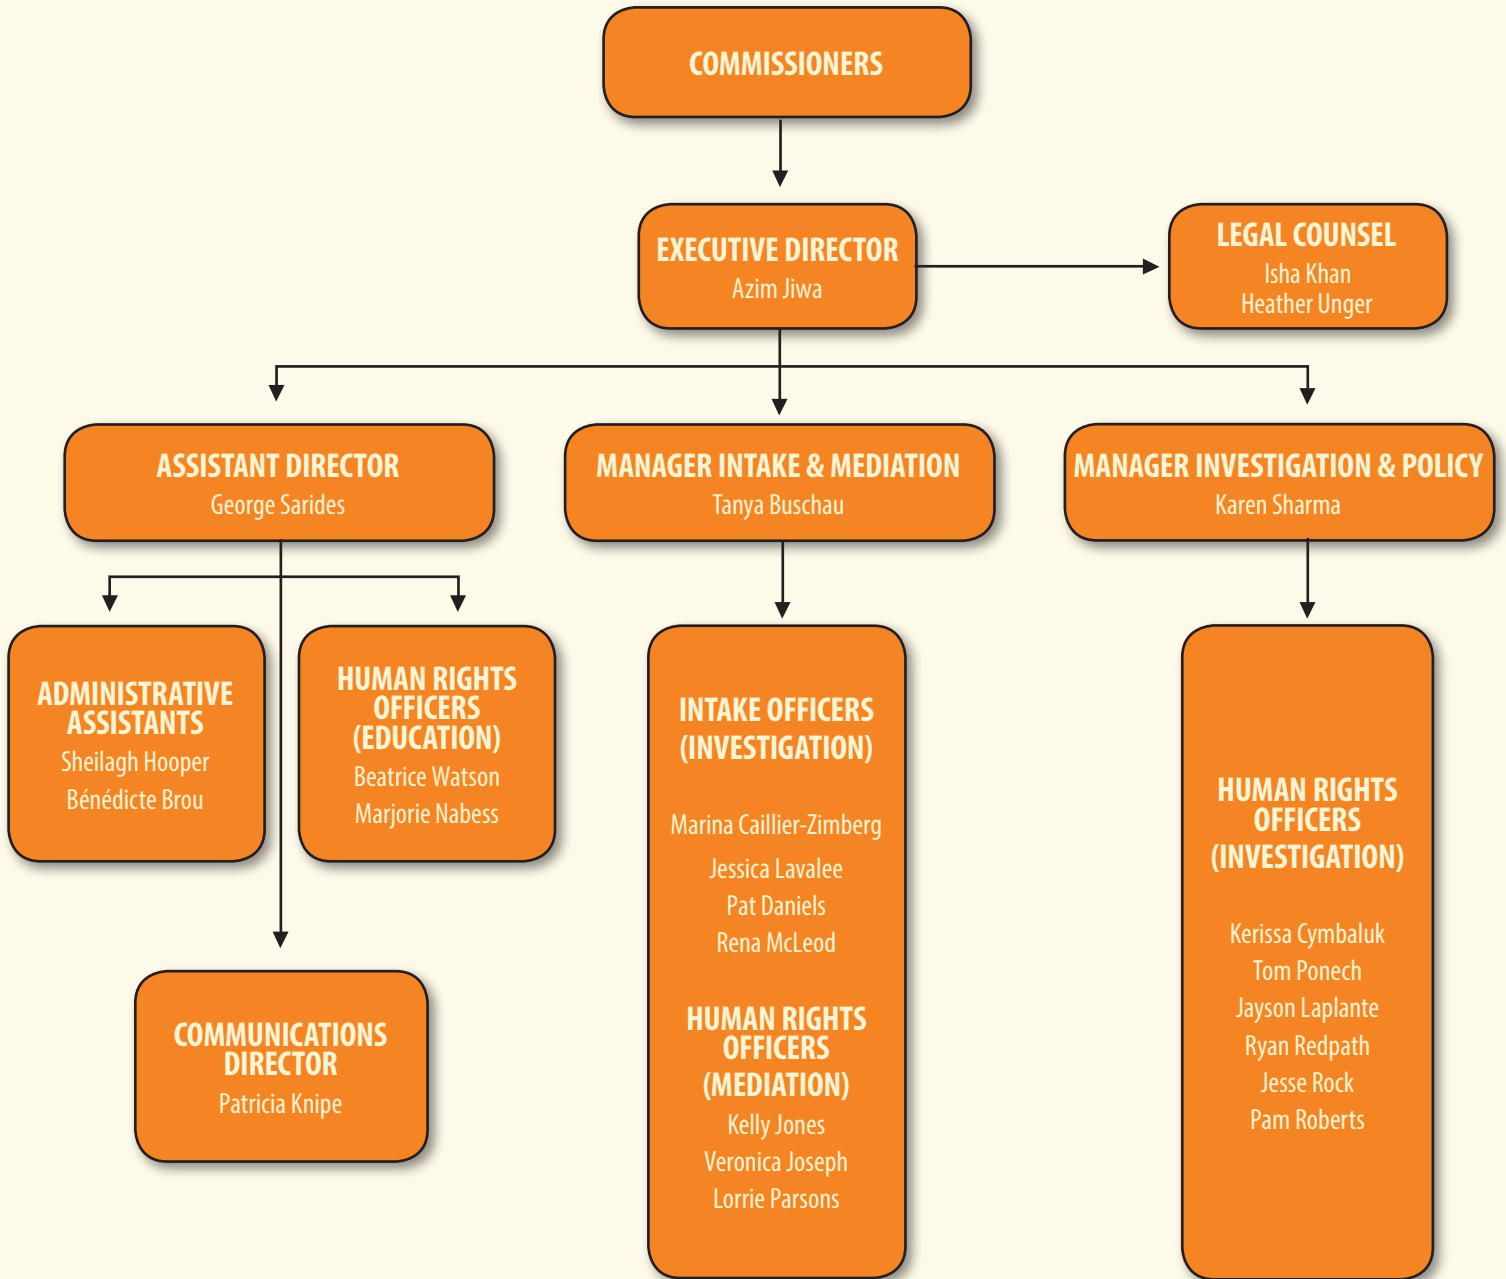 COMMISSIONERS
EXECUTIVE DIRECTOR
Azim Jiwa
LEGAL COUNSEL
Isha Khan
Heather Unger
ASSISTANT DIRECTOR
George Sarides
MANAGER INTAKE & MEDIATION
Tanya Buschau
MANAGER INVESTIGATION & POLICY
Karen Sharma
ADMINISTRATIVE
ASSISTANTS
Sheilagh Hooper
Bénédicte Brou
HUMAN RIGHTS
OFFICERS
(EDUCATION)
Beatrice Watson
Marjorie Nabess
COMMUNICATIONS
DIRECTOR
Patricia Knipe
INTAKE OFFICERS
(INVESTIGATION)
Marina Caillier-Zimberg
Jessica Lavalee
Pat Daniels
Rena McLeod
HUMAN RIGHTS
OFFICERS
(MEDIATION)
Kelly Jones
Veronica Joseph
Lorrie Parsons
HUMAN RIGHTS
OFFICERS
(INVESTIGATION)
Kerissa Cymbaluk
Tom Ponech
Jayson Laplante
Ryan Redpath
Jesse Rock
Pam Roberts